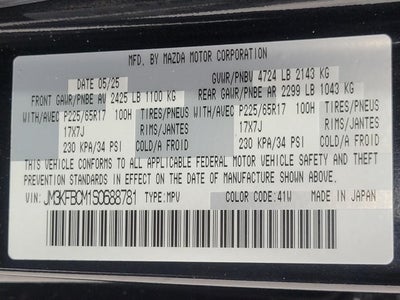 MFD. BY MAZDA MOTOR CORPORATION
DATE 05/25 GVWR/PNBV 4724 LB 2143 KG
FRONT GAWR/PNBE AV 2425 LB 1100 KG REAR GAWR/PNBE AR 2299 LB 1043 KG
WITH/AVEC P225/65R17 100H TIRES/PNEUS WITH/AVEC P225/65R17 100H TIRES/PNEUS
17X7J RIMS/JANTES 17X7J RIMS/JANTES
230 KPA/34 PSI COLD/A FROID 230 KPA/34 PSI COLD/A FROID
THIS VEHICLE CONFORMS TO ALL APPLICABLE FEDERAL MOTOR VEHICLE SAFETY AND THEFT
PREVENTION STANDARDS IN EFFECT ON THE DATE OF MANUFACTURE SHOWN ABOVE.
VIN: JM3KFBCM1S0688781 TYPE:MPV COLOR CODE:41W MADE IN JAPAN